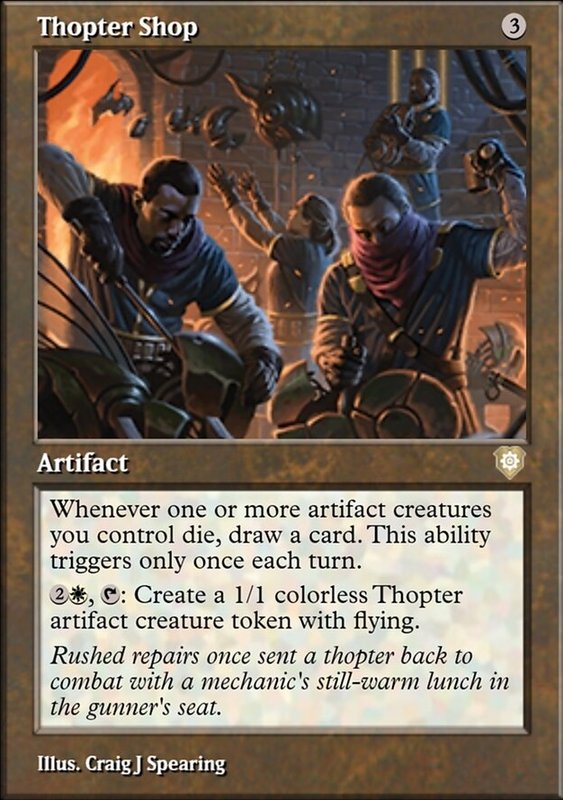 Thopter Shop 3
Artifact
Whenever one or more artifact creatures
you control die, draw a card. This ability
triggers only once each turn.
2, : Create a 1/1 colorless Thopter
artifact creature token with flying.
Rushed repairs once sent a thopter back to
combat with a mechanic's still-warm lunch in
the gunner's seat.
Illus. Craig J Spearing